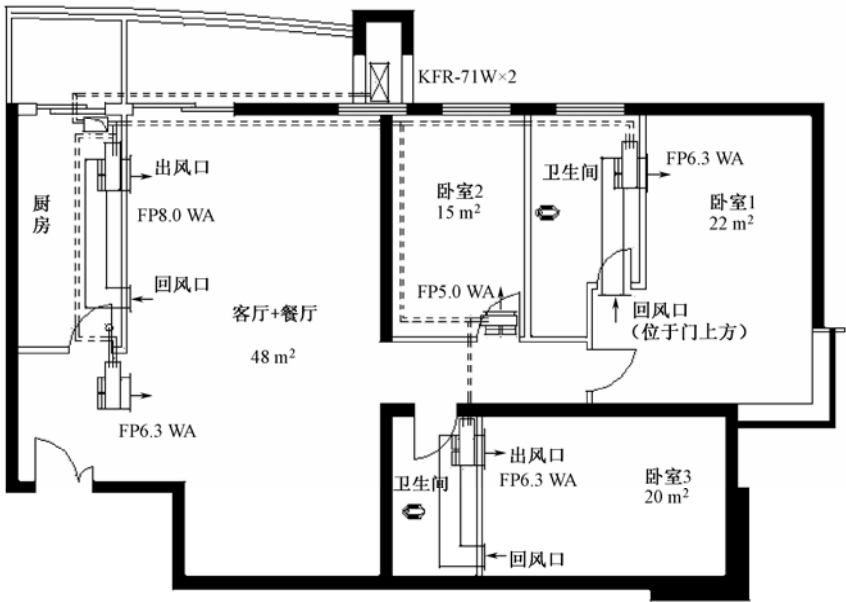 KFR-71W×2
出风口
FP8.0 WA
厨
房
回风口
客厅+餐厅
48 m²
FP6.3 WA
卧室2
15 m²
FP5.0 WA
卫生间
FP6.3 WA
卧室1
22 m²
回风口
（位于门上方）
卫生间
出风口
FP6.3 WA
卧室3
20 m²
回风口